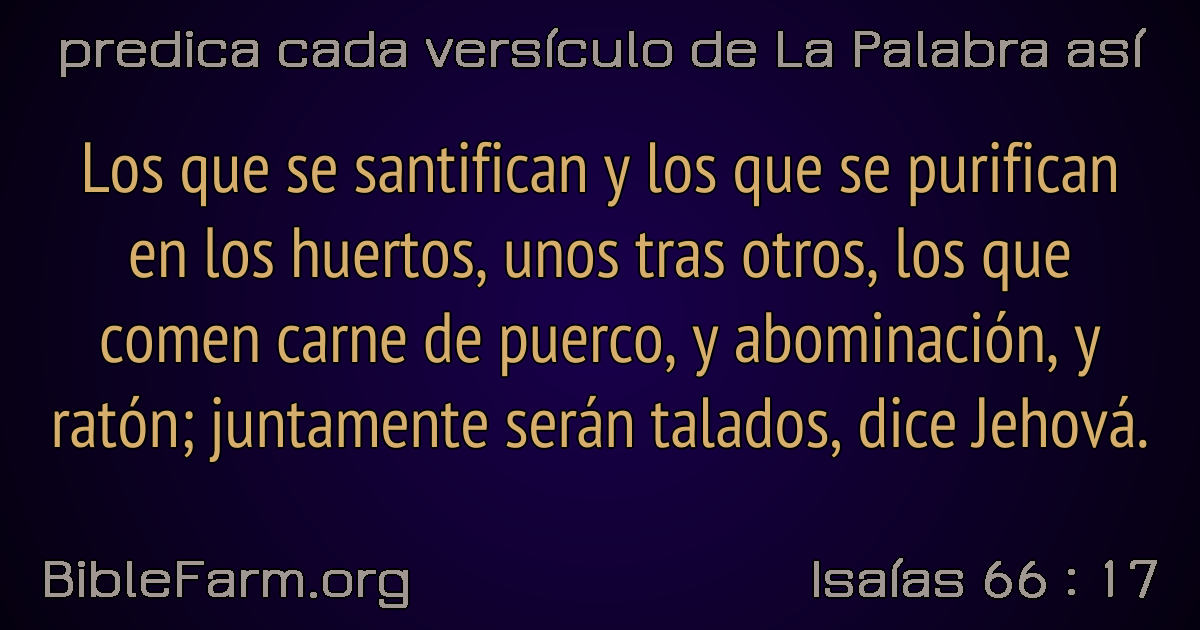 predica cada versículo de La Palabra así
Los que se santifican y los que se purifican
en los huertos, unos tras otros, los que
comen carne de puerco, y abominación, y
ratón; juntamente serán talados, dice Jehová.
BibleFarm.org
Isaías 66 : 17